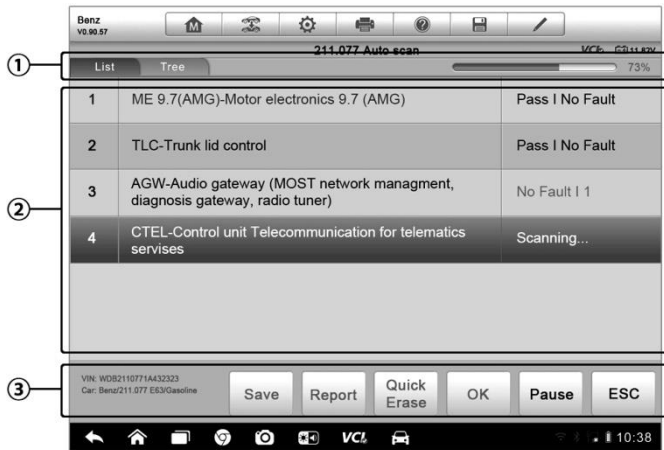 Benz
V0.90.57
211.077 Auto scan
VCI 11.82V
① List Tree 73%
② 1 ME 9.7(AMG)-Motor electronics 9.7 (AMG) Pass I No Fault
2 TLC-Trunk lid control Pass I No Fault
3 AGW-Audio gateway (MOST network managment,
diagnosis gateway, radio tuner) No Fault I 1
4 CTEL-Control unit Telecommunication for telematics
servises Scanning...
③ VIN: WDB2110771A432323
Car: Benz/211.077 E63/Gasoline
Save Report Quick
Erase OK Pause ESC
VCI 10:38